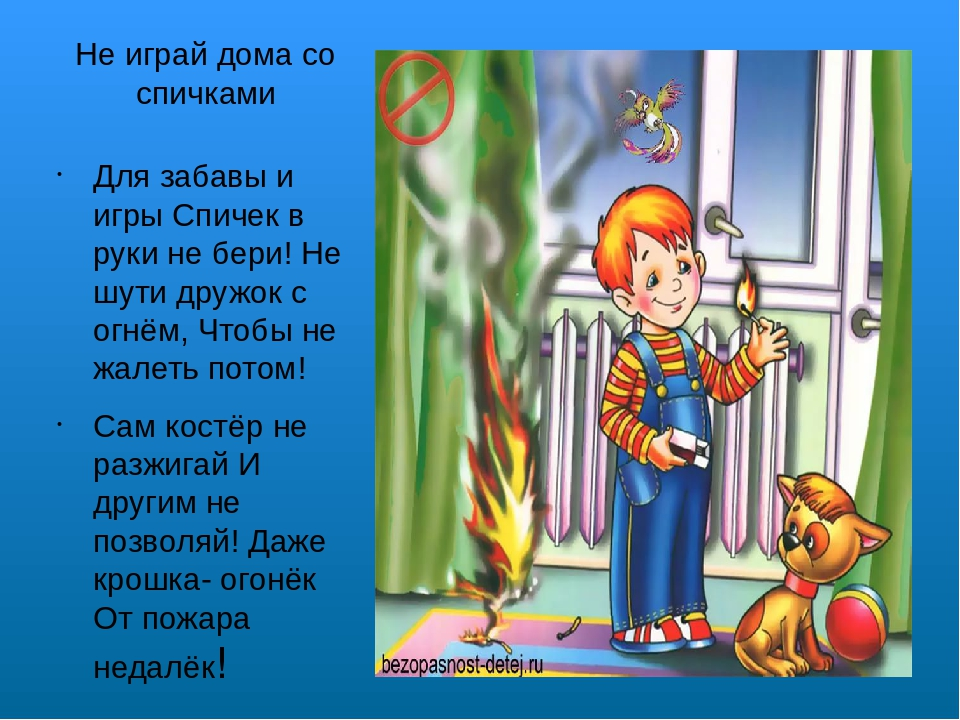 Не играй дома со
спичками
Для забавы и
игры Спичек в
руки не бери! Не
шути дружок с
огнём, Чтобы не
жалеть потом!
Сам костёр не
разжигай И
другим не
позволяй! Даже
крошка- огонёк
От пожара
недалёк!
bezopasnost-detej.ru